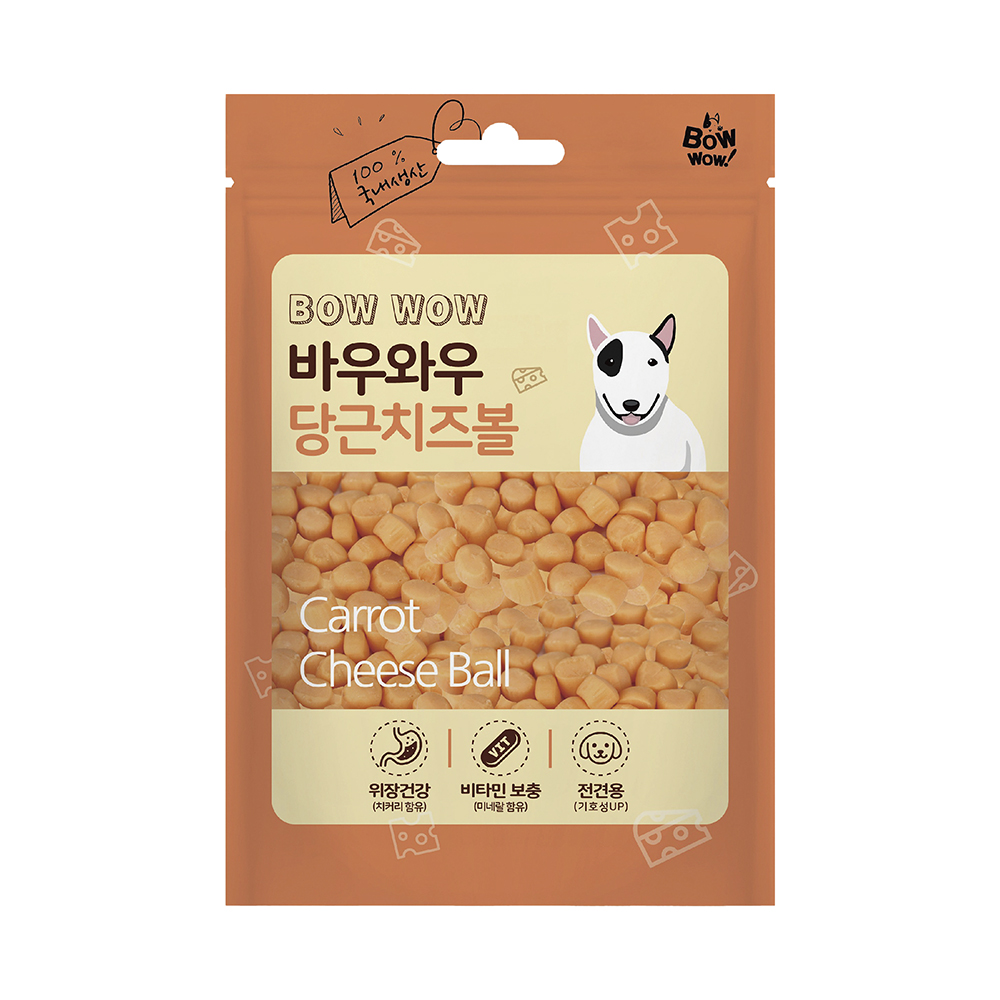 100 %
국내생산
BOW
WOW!
BOW WOW
바우와우
당근치즈볼
Carrot
Cheese Ball
VIT
위장건강
(치커리 함유)
비타민 보충
(미네랄 함유)
전견용
(기호성UP)